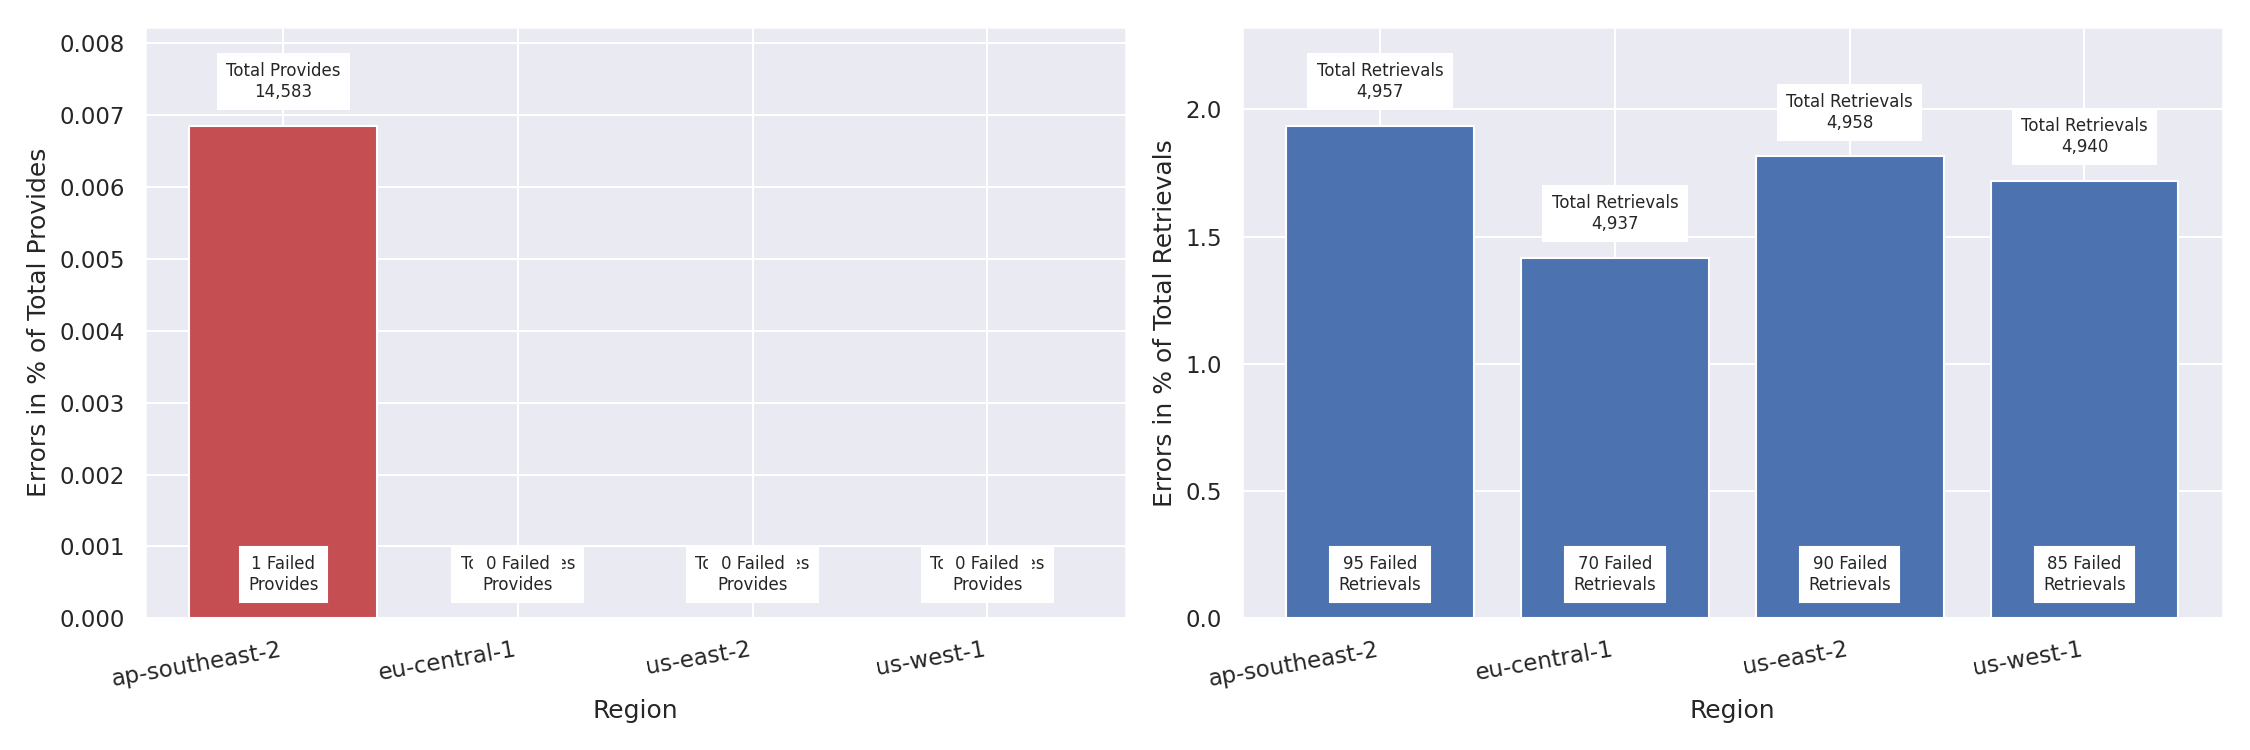 0.008
0.007
0.006
0.005
0.004
0.003
0.002
0.001
0.000
Errors in % of Total Provides
Total Provides
14,583
1 Failed
Provides
0 Failed
Provides
0 Failed
Provides
0 Failed
Provides
ap-southeast-2
eu-central-1
us-east-2
us-west-1
Region
2.0
1.5
1.0
0.5
0.0
Errors in % of Total Retrievals
Total Retrievals
4,957
Total Retrievals
4,937
Total Retrievals
4,958
Total Retrievals
4,940
95 Failed
Retrievals
70 Failed
Retrievals
90 Failed
Retrievals
85 Failed
Retrievals
ap-southeast-2
eu-central-1
us-east-2
us-west-1
Region